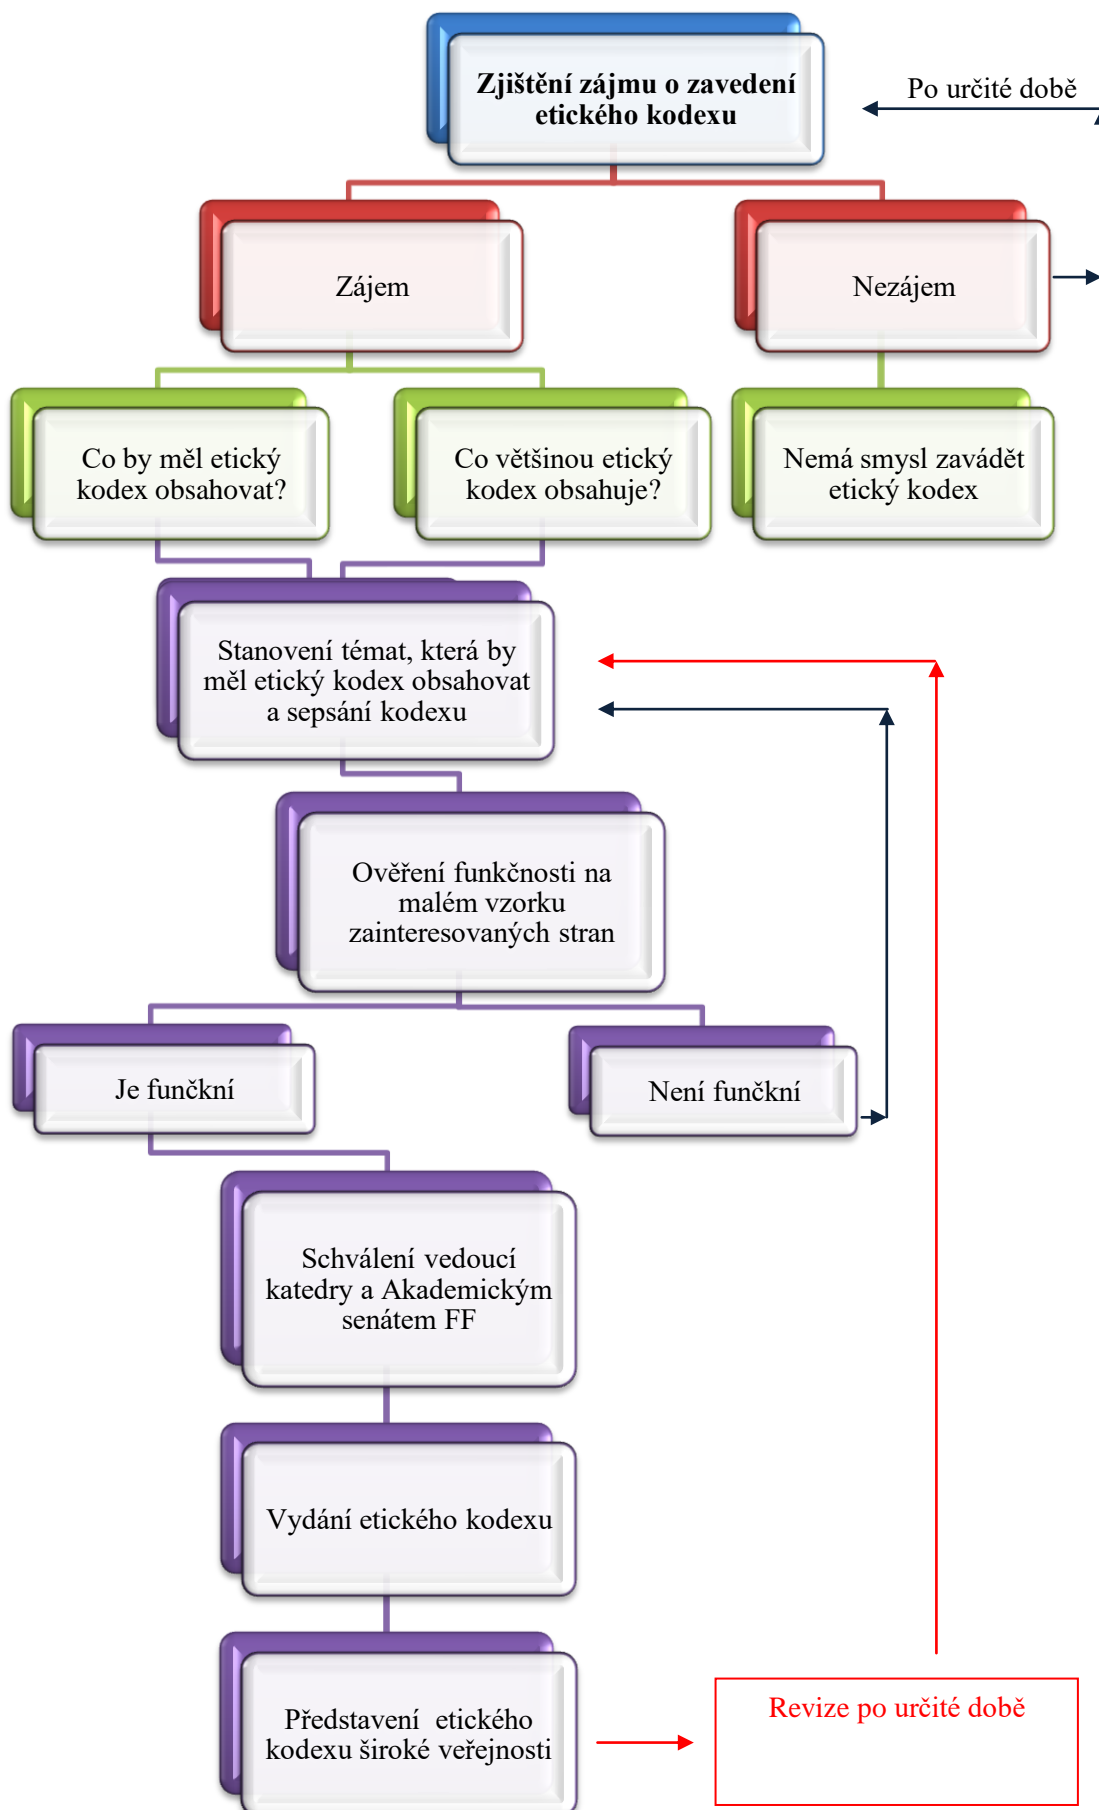 Zjištění zájmu o zavedení
etického kodexu
Po určité době
Zájem
Nezájem
Co by měl etický
kodex obsahovat?
Co většinou etický
kodex obsahuje?
Nemá smysl zavádět
etický kodex
Stanovení témat, která by
měl etický kodex obsahovat
a sepsání kodexu
Ověření funkčnosti na
malém vzorku
zainteresovaných stran
Je funčkní
Není funčkní
Schválení vedoucí
katedry a Akademickým
senátem FF
Vydání etického kodexu
Představení  etického
kodexu široké veřejnosti
Revize po určité době